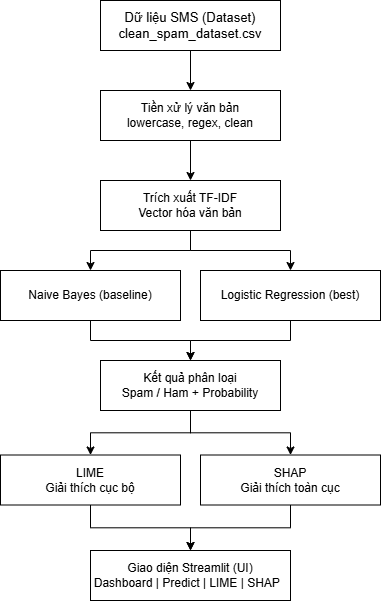 Dữ liệu SMS (Dataset)
clean_spam_dataset.csv
Tiền xử lý văn bản
lowercase, regex, clean
Trích xuất TF-IDF
Vector hóa văn bản
Naive Bayes (baseline)
Logistic Regression (best)
Kết quả phân loại
Spam / Ham + Probability
LIME
Giải thích cục bộ
SHAP
Giải thích toàn cục
Giao diện Streamlit (UI)
Dashboard | Predict | LIME | SHAP